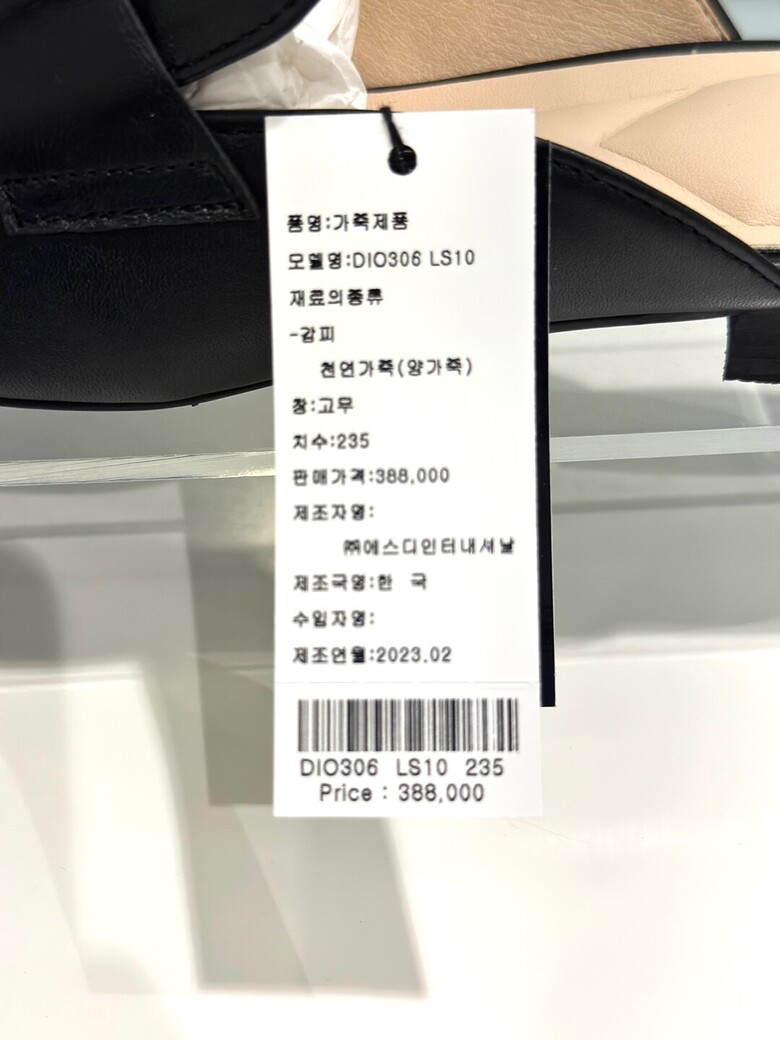 품명:가죽제품
모델명:DIO306 LS10
재료의종류
-갑피
천연가죽(양가죽)
창:고무
치수:235
판매가격:388,000
제조자명:
㈜에스디인터내셔날
제조국명:한 국
수입자명:
제조연월:2023.02
DIO306 LS10 235
Price : 388,000